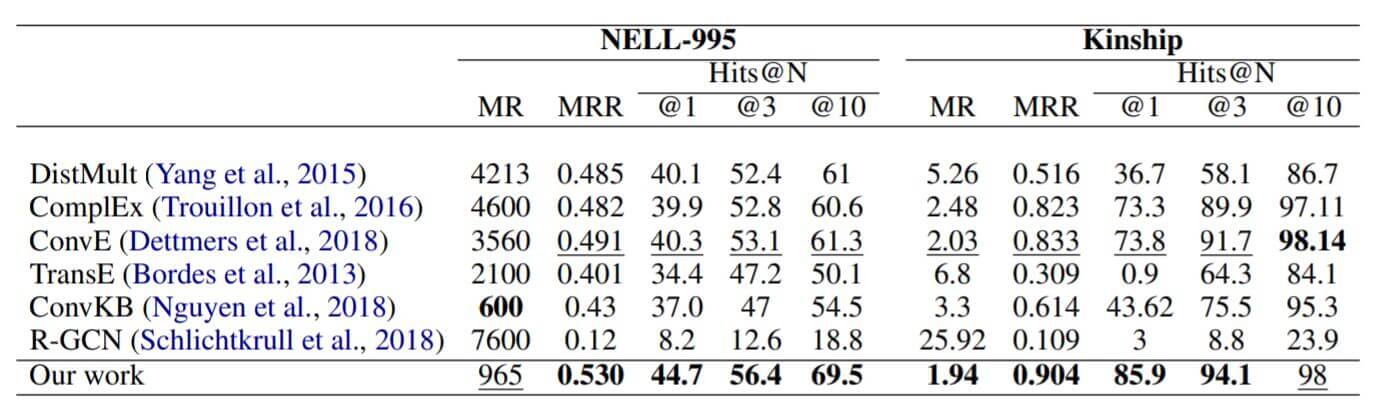 NELL-995 Kinship
Hits@N Hits@N
MR MRR @1 @3 @10 MR MRR @1 @3 @10
DistMult (Yang et al., 2015) 4213 0.485 40.1 52.4 61 5.26 0.516 36.7 58.1 86.7
ComplEx (Trouillon et al., 2016) 4600 0.482 39.9 52.8 60.6 2.48 0.823 73.3 89.9 97.11
ConvE (Dettmers et al., 2018) 3560 0.491 40.3 53.1 61.3 2.03 0.833 73.8 91.7 98.14
TransE (Bordes et al., 2013) 2100 0.401 34.4 47.2 50.1 6.8 0.309 0.9 64.3 84.1
ConvKB (Nguyen et al., 2018) 600 0.43 37.0 47 54.5 3.3 0.614 43.62 75.5 95.3
R-GCN (Schlichtkrull et al., 2018) 7600 0.12 8.2 12.6 18.8 25.92 0.109 3 8.8 23.9
Our work 965 0.530 44.7 56.4 69.5 1.94 0.904 85.9 94.1 98